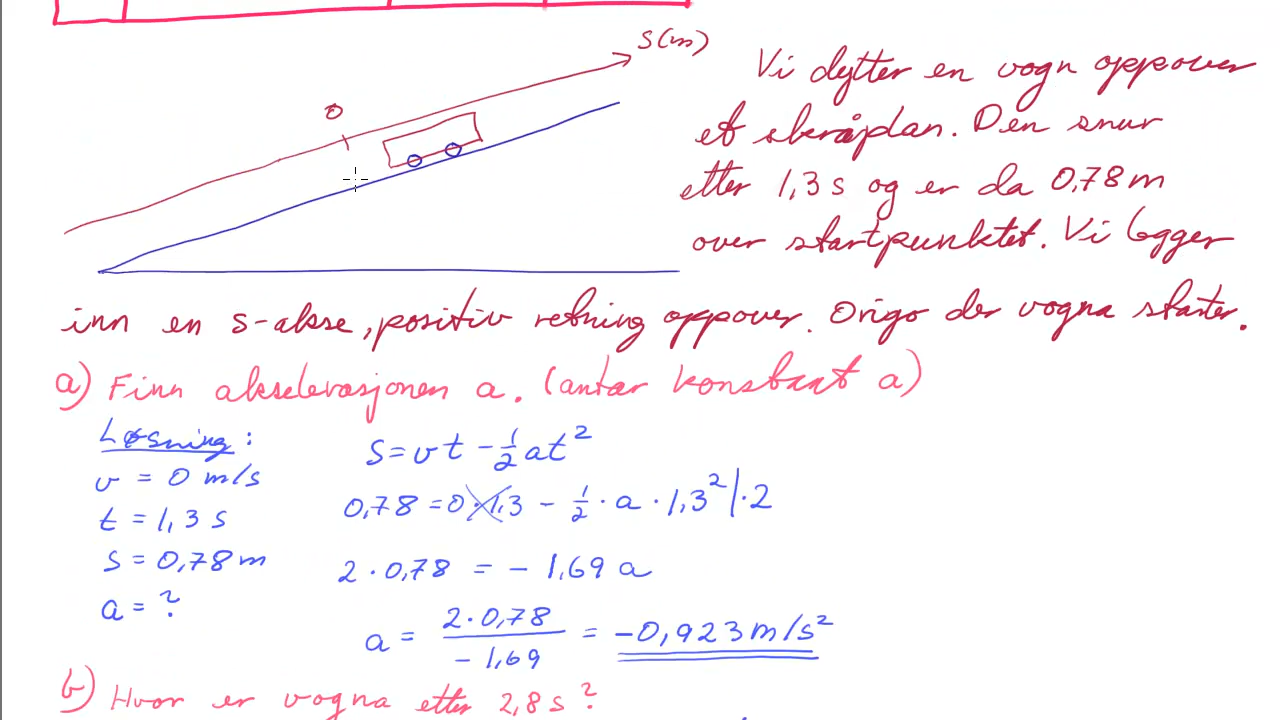 S(m)
0
Vi dytter en vogn oppover
et skråplan. Den snur
etter 1,3 s og er da 0,78 m
over startpunktet. Vi legger
inn en s-akse, positiv retning oppover. Origo der vogna starter.
a) Finn akselerasjonen a. (antar konstant a)
Løsning:
v = 0 m/s
t = 1,3 s
s = 0,78 m
a = ?
S = vt - 1/2 at²
0,78 = 0 · 1,3 - 1/2 · a · 1,3² | · 2
2 · 0,78 = - 1,69 a
a = 2 · 0,78 / - 1,69 = -0,923 m/s²
b) Hvor er vogna etter 2,8 s?